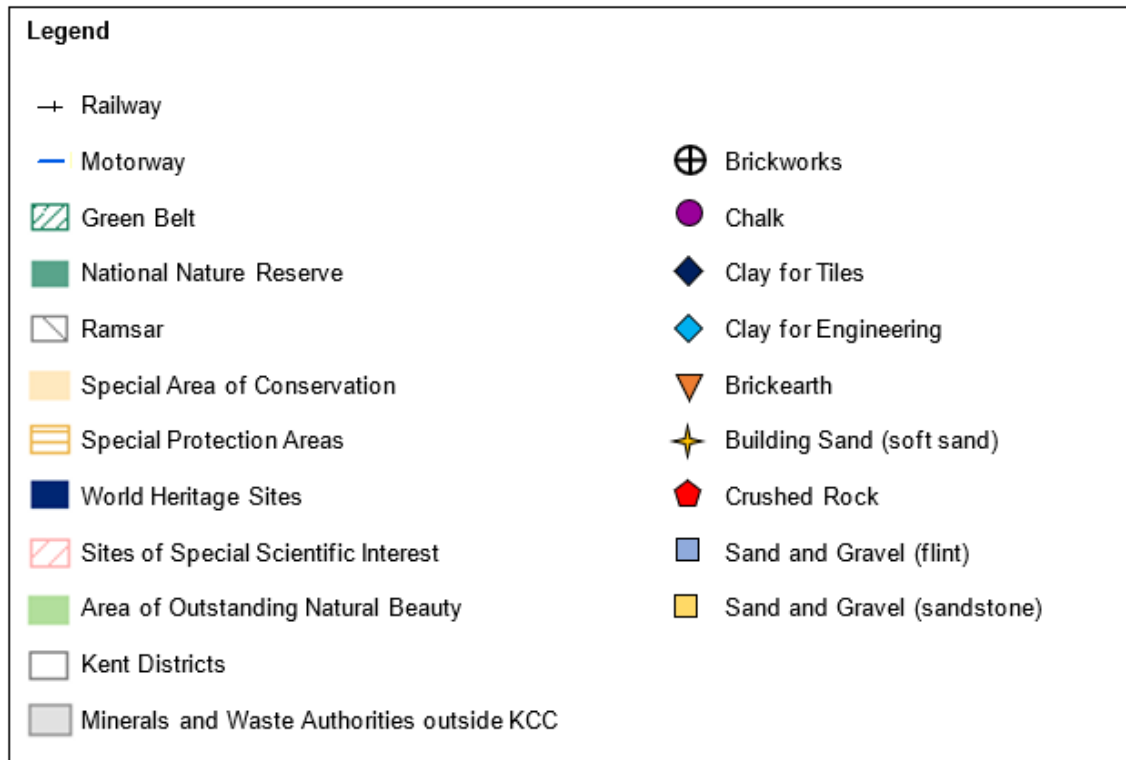 Legend
Railway
Motorway
Brickworks
Green Belt
Chalk
National Nature Reserve
Clay for Tiles
Ramsar
Clay for Engineering
Special Area of Conservation
Brickearth
Special Protection Areas
Building Sand (soft sand)
World Heritage Sites
Crushed Rock
Sites of Special Scientific Interest
Sand and Gravel (flint)
Area of Outstanding Natural Beauty
Sand and Gravel (sandstone)
Kent Districts
Minerals and Waste Authorities outside KCC